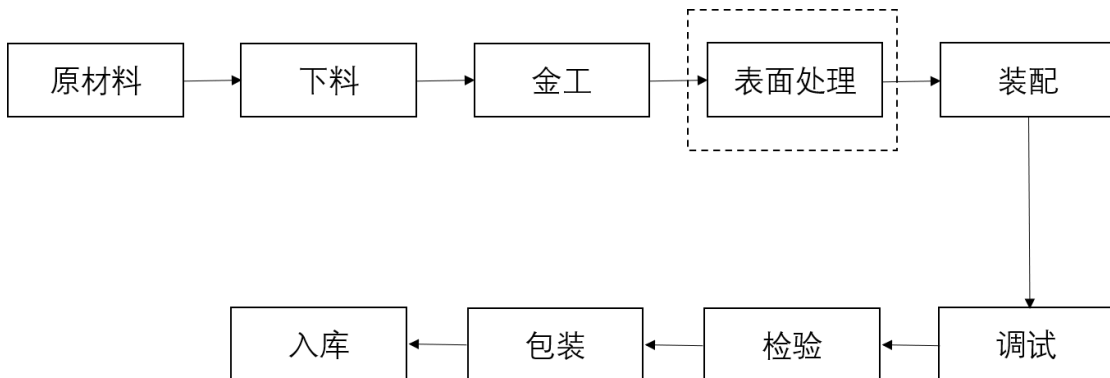 原材料
下料
金工
表面处理
装配
调试
检验
包装
入库